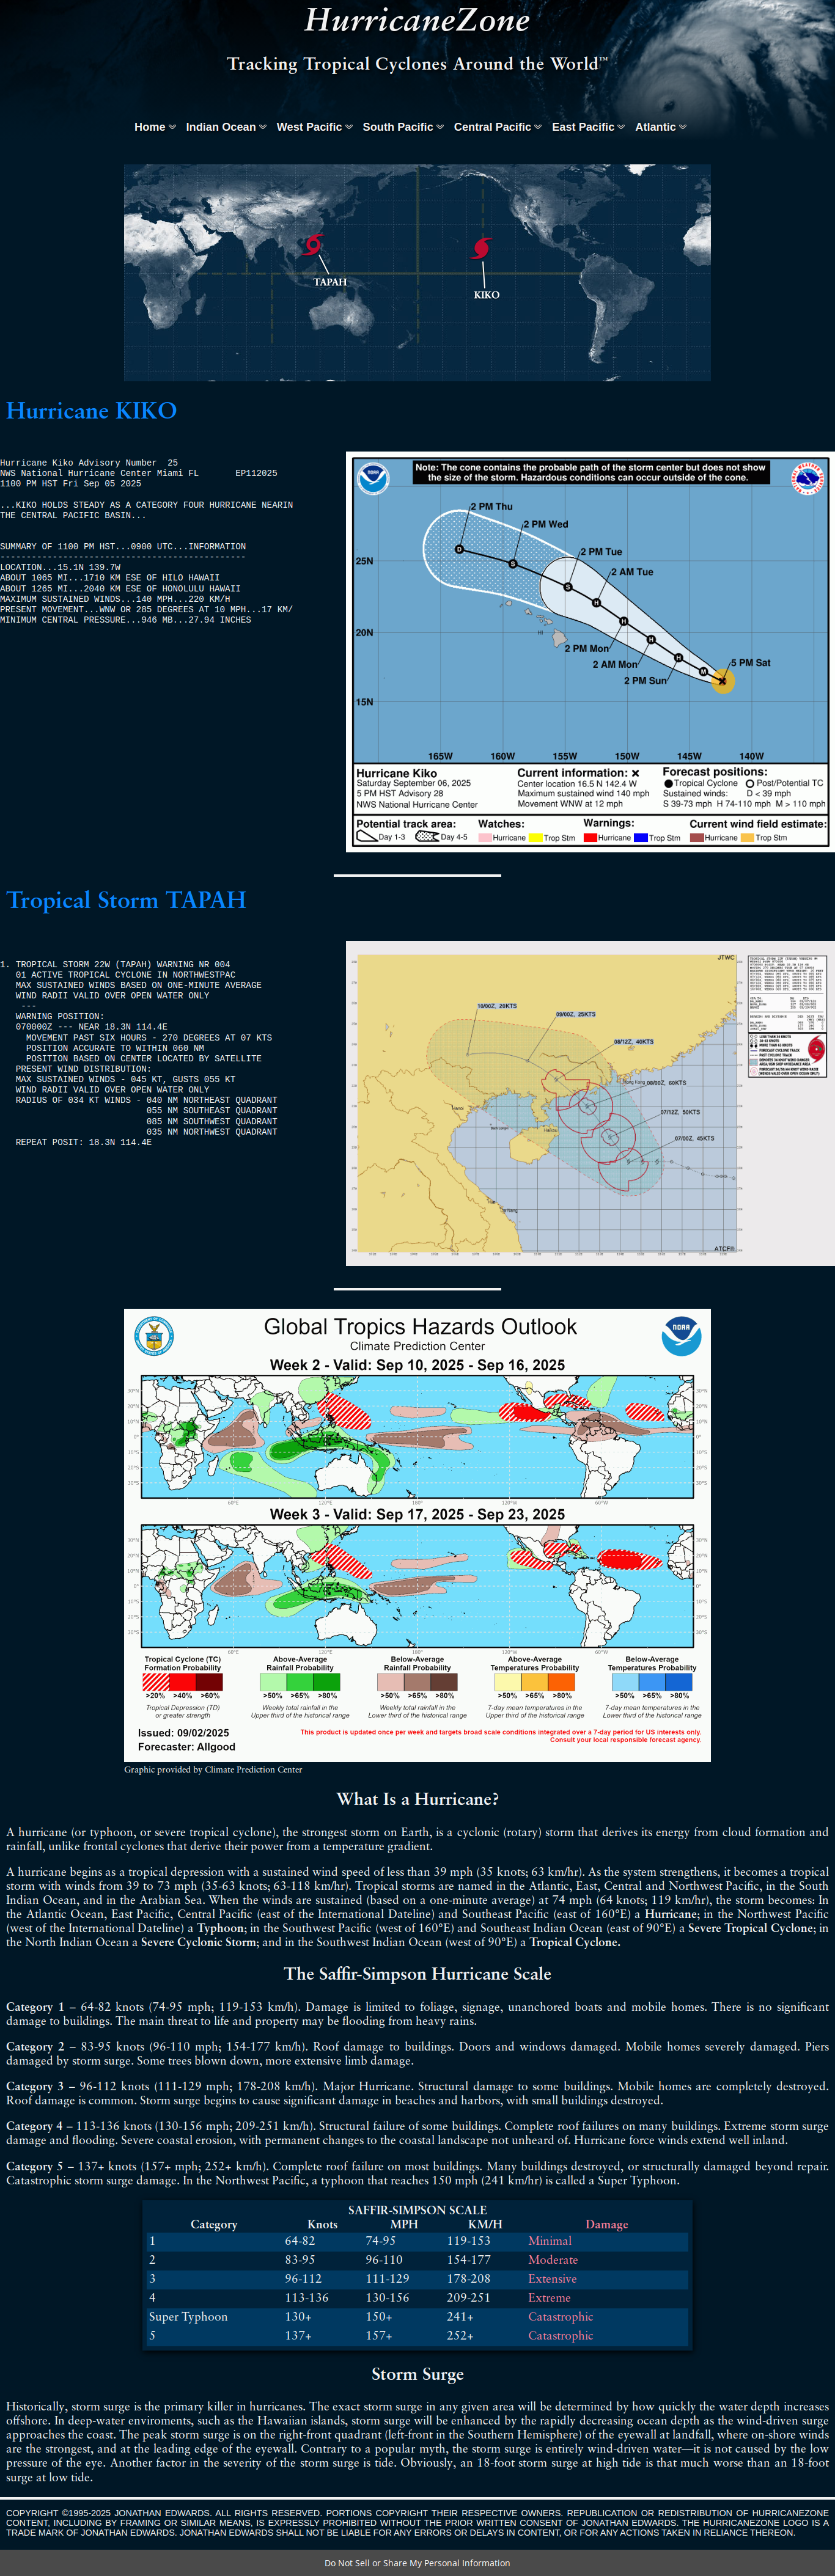 HurricaneZone
Tracking Tropical Cyclones Around the World™
Home Indian Ocean West Pacific South Pacific Central Pacific East Pacific Atlantic
TAPAH
KIKO
Hurricane KIKO
Hurricane Kiko Advisory Number 25
NWS National Hurricane Center Miami FL EP112025
1100 PM HST Fri Sep 05 2025
...KIKO HOLDS STEADY AS A CATEGORY FOUR HURRICANE NEARIN
THE CENTRAL PACIFIC BASIN...
SUMMARY OF 1100 PM HST...0900 UTC...INFORMATION
-----------------------------------------------
LOCATION...15.1N 139.7W
ABOUT 1065 MI...1710 KM ESE OF HILO HAWAII
ABOUT 1265 MI...2040 KM ESE OF HONOLULU HAWAII
MAXIMUM SUSTAINED WINDS...140 MPH...220 KM/H
PRESENT MOVEMENT...WNW OR 285 DEGREES AT 10 MPH...17 KM/
MINIMUM CENTRAL PRESSURE...946 MB...27.94 INCHES
Note: The cone contains the probable path of the storm center but does not show
the size of the storm. Hazardous conditions can occur outside of the cone.
2 PM Thu
2 PM Wed
2 PM Tue
2 AM Tue
2 PM Mon
2 AM Mon
2 PM Sun
5 PM Sat
25N
20N
15N
HI
165W 160W 155W 150W 145W 140W
Hurricane Kiko
Saturday September 06, 2025
5 PM HST Advisory 28
NWS National Hurricane Center
Current information: ×
Center location 16.5 N 142.4 W
Maximum sustained wind 140 mph
Movement WNW at 12 mph
Forecast positions:
Tropical Cyclone Post/Potential TC
Sustained winds: D < 39 mph
S 39-73 mph H 74-110 mph M > 110 mph
Potential track area:
Day 1-3 Day 4-5
Watches:
Hurricane Trop Stm
Warnings:
Hurricane Trop Stm
Current wind field estimate:
Hurricane Trop Stm
Tropical Storm TAPAH
1. TROPICAL STORM 22W (TAPAH) WARNING NR 004
01 ACTIVE TROPICAL CYCLONE IN NORTHWESTPAC
MAX SUSTAINED WINDS BASED ON ONE-MINUTE AVERAGE
WIND RADII VALID OVER OPEN WATER ONLY
---
WARNING POSITION:
070000Z --- NEAR 18.3N 114.4E
MOVEMENT PAST SIX HOURS - 270 DEGREES AT 07 KTS
POSITION ACCURATE TO WITHIN 060 NM
POSITION BASED ON CENTER LOCATED BY SATELLITE
PRESENT WIND DISTRIBUTION:
MAX SUSTAINED WINDS - 045 KT, GUSTS 055 KT
WIND RADII VALID OVER OPEN WATER ONLY
RADIUS OF 034 KT WINDS - 040 NM NORTHEAST QUADRANT
055 NM SOUTHEAST QUADRANT
085 NM SOUTHWEST QUADRANT
035 NM NORTHWEST QUADRANT
REPEAT POSIT: 18.3N 114.4E
JTWC
10/00Z, 20KTS
09/00Z, 25KTS
08/12Z, 40KTS
08/00Z, 60KTS
07/12Z, 50KTS
07/00Z, 45KTS
ATCF®
Global Tropics Hazards Outlook
Climate Prediction Center
Week 2 - Valid: Sep 10, 2025 - Sep 16, 2025
Week 3 - Valid: Sep 17, 2025 - Sep 23, 2025
Tropical Cyclone (TC)
Formation Probability
>20% >40% >60%
Tropical Depression (TD)
or greater strength
Above-Average
Rainfall Probability
>50% >65% >80%
Weekly total rainfall in the
Upper third of the historical range
Below-Average
Rainfall Probability
>50% >65% >80%
Weekly total rainfall in the
Lower third of the historical range
Above-Average
Temperatures Probability
>50% >65% >80%
7-day mean temperatures in the
Upper third of the historical range
Below-Average
Temperatures Probability
>50% >65% >80%
7-day mean temperatures in the
Lower third of the historical range
Issued: 09/02/2025
Forecaster: Allgood
This product is updated once per week and targets broad scale conditions integrated over a 7-day period for US interests only.
Consult your local responsible forecast agency.
Graphic provided by Climate Prediction Center
What Is a Hurricane?
A hurricane (or typhoon, or severe tropical cyclone), the strongest storm on Earth, is a cyclonic (rotary) storm that derives its energy from cloud formation and
rainfall, unlike frontal cyclones that derive their power from a temperature gradient.
A hurricane begins as a tropical depression with a sustained wind speed of less than 39 mph (35 knots; 63 km/hr). As the system strengthens, it becomes a tropical
storm with winds from 39 to 73 mph (35-63 knots; 63-118 km/hr). Tropical storms are named in the Atlantic, East, Central and Northwest Pacific, in the South
Indian Ocean, and in the Arabian Sea. When the winds are sustained (based on a one-minute average) at 74 mph (64 knots; 119 km/hr), the storm becomes: In
the Atlantic Ocean, East Pacific, Central Pacific (east of the International Dateline) and Southeast Pacific (east of 160°E) a Hurricane; in the Northwest Pacific
(west of the International Dateline) a Typhoon; in the Southwest Pacific (west of 160°E) and Southeast Indian Ocean (east of 90°E) a Severe Tropical Cyclone; in
the North Indian Ocean a Severe Cyclonic Storm; and in the Southwest Indian Ocean (west of 90°E) a Tropical Cyclone.
The Saffir-Simpson Hurricane Scale
Category 1 – 64-82 knots (74-95 mph; 119-153 km/h). Damage is limited to foliage, signage, unanchored boats and mobile homes. There is no significant
damage to buildings. The main threat to life and property may be flooding from heavy rains.
Category 2 – 83-95 knots (96-110 mph; 154-177 km/h). Roof damage to buildings. Doors and windows damaged. Mobile homes severely damaged. Piers
damaged by storm surge. Some trees blown down, more extensive limb damage.
Category 3 – 96-112 knots (111-129 mph; 178-208 km/h). Major Hurricane. Structural damage to some buildings. Mobile homes are completely destroyed.
Roof damage is common. Storm surge begins to cause significant damage in beaches and harbors, with small buildings destroyed.
Category 4 – 113-136 knots (130-156 mph; 209-251 km/h). Structural failure of some buildings. Complete roof failures on many buildings. Extreme storm surge
damage and flooding. Severe coastal erosion, with permanent changes to the coastal landscape not unheard of. Hurricane force winds extend well inland.
Category 5 – 137+ knots (157+ mph; 252+ km/h). Complete roof failure on most buildings. Many buildings destroyed, or structurally damaged beyond repair.
Catastrophic storm surge damage. In the Northwest Pacific, a typhoon that reaches 150 mph (241 km/hr) is called a Super Typhoon.
SAFFIR-SIMPSON SCALE
Category Knots MPH KM/H Damage
1 64-82 74-95 119-153 Minimal
2 83-95 96-110 154-177 Moderate
3 96-112 111-129 178-208 Extensive
4 113-136 130-156 209-251 Extreme
Super Typhoon 130+ 150+ 241+ Catastrophic
5 137+ 157+ 252+ Catastrophic
Storm Surge
Historically, storm surge is the primary killer in hurricanes. The exact storm surge in any given area will be determined by how quickly the water depth increases
offshore. In deep-water enviroments, such as the Hawaiian islands, storm surge will be enhanced by the rapidly decreasing ocean depth as the wind-driven surge
approaches the coast. The peak storm surge is on the right-front quadrant (left-front in the Southern Hemisphere) of the eyewall at landfall, where on-shore winds
are the strongest, and at the leading edge of the eyewall. Contrary to a popular myth, the storm surge is entirely wind-driven water—it is not caused by the low
pressure of the eye. Another factor in the severity of the storm surge is tide. Obviously, an 18-foot storm surge at high tide is that much worse than an 18-foot
surge at low tide.
COPYRIGHT ©1995-2025 JONATHAN EDWARDS. ALL RIGHTS RESERVED. PORTIONS COPYRIGHT THEIR RESPECTIVE OWNERS. REPUBLICATION OR REDISTRIBUTION OF HURRICANEZONE
CONTENT, INCLUDING BY FRAMING OR SIMILAR MEANS, IS EXPRESSLY PROHIBITED WITHOUT THE PRIOR WRITTEN CONSENT OF JONATHAN EDWARDS. THE HURRICANEZONE LOGO IS A
TRADE MARK OF JONATHAN EDWARDS. JONATHAN EDWARDS SHALL NOT BE LIABLE FOR ANY ERRORS OR DELAYS IN CONTENT, OR FOR ANY ACTIONS TAKEN IN RELIANCE THEREON.
Do Not Sell or Share My Personal Information